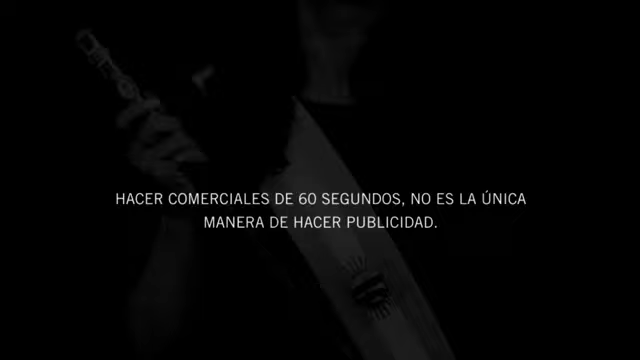 HACER COMERCIALES DE 60 SEGUNDOS, NO ES LA ÚNICA
MANERA DE HACER PUBLICIDAD.